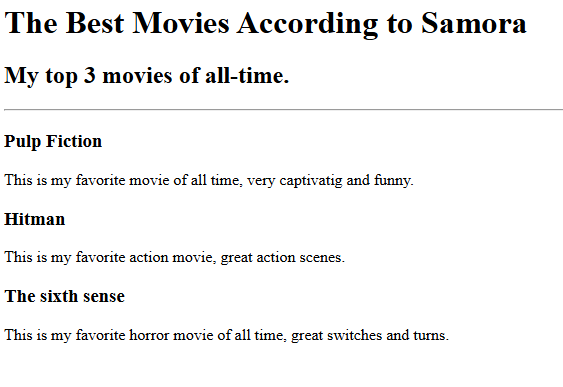 The Best Movies According to Samora
My top 3 movies of all-time.
Pulp Fiction
This is my favorite movie of all time, very captivatig and funny.
Hitman
This is my favorite action movie, great action scenes.
The sixth sense
This is my favorite horror movie of all time, great switches and turns.